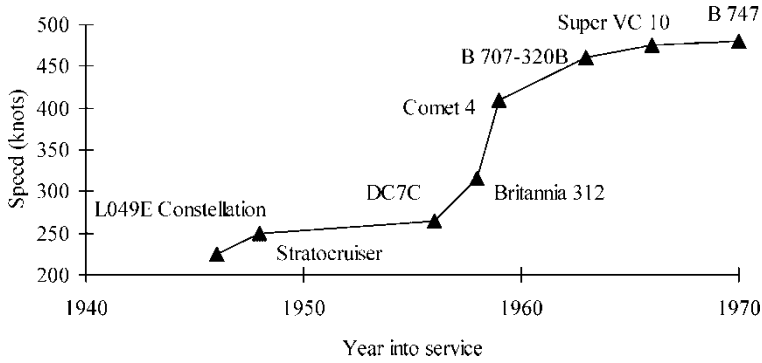 B 747
Super VC 10
500
B 707-320B
450
Comet 4
400
350
300
DC7C
Britannia 312
L049E Constellation
250
Stratocruiser
200
Speed (knots)
1940
1950
1960
1970
Year into service